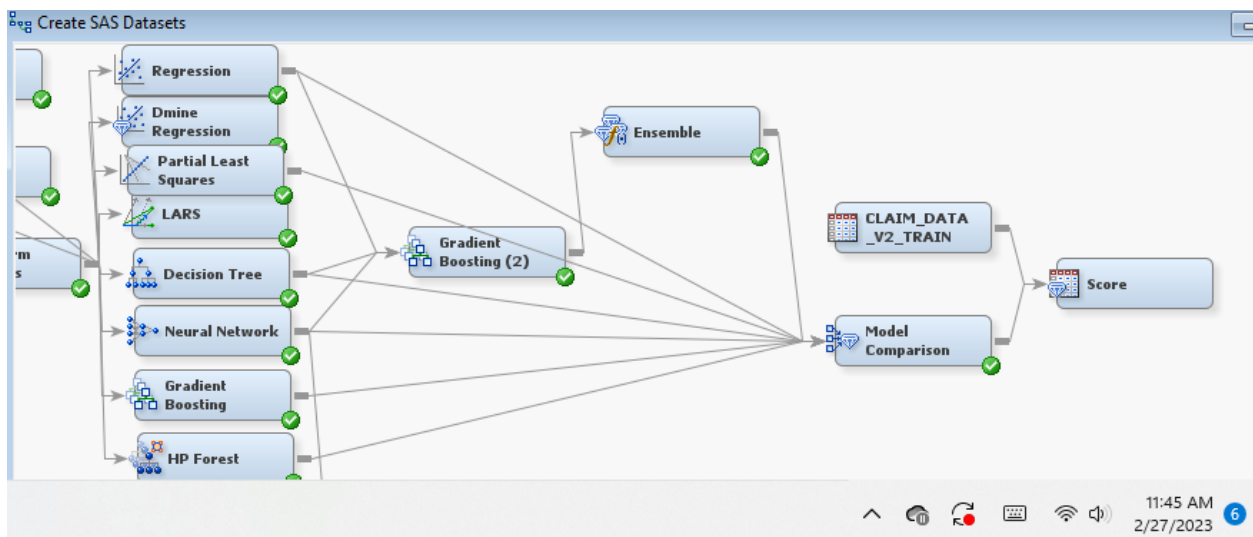 Create SAS Datasets
Regression
Dmine
Regression
Partial Least
Squares
LARS
rm
s
Decision Tree
Neural Network
Gradient
Boosting
HP Forest
Gradient
Boosting (2)
Ensemble
CLAIM_DATA
_V2_TRAIN
Score
Model
Comparison
11:45 AM
2/27/2023
6